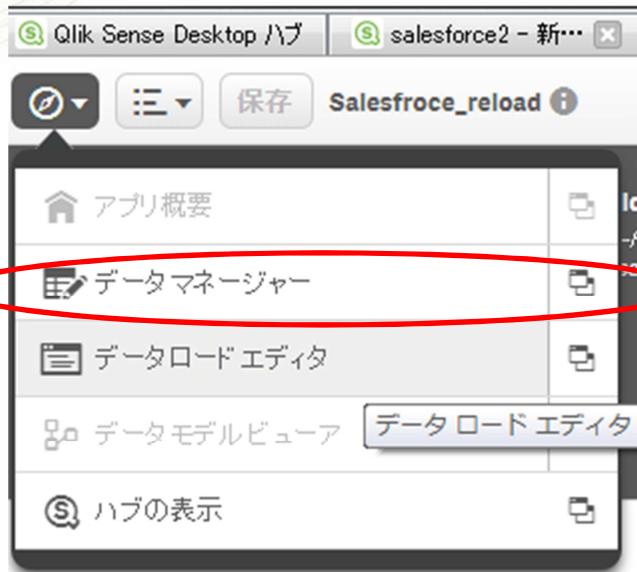 Qlik Sense Desktop ハブ
salesforce2 - 新…
保存
Salesfroce_reload
アプリ概要
データマネージャー
データロード エディタ
データ ロード エディタ
データモデルビューア
ハブの表示